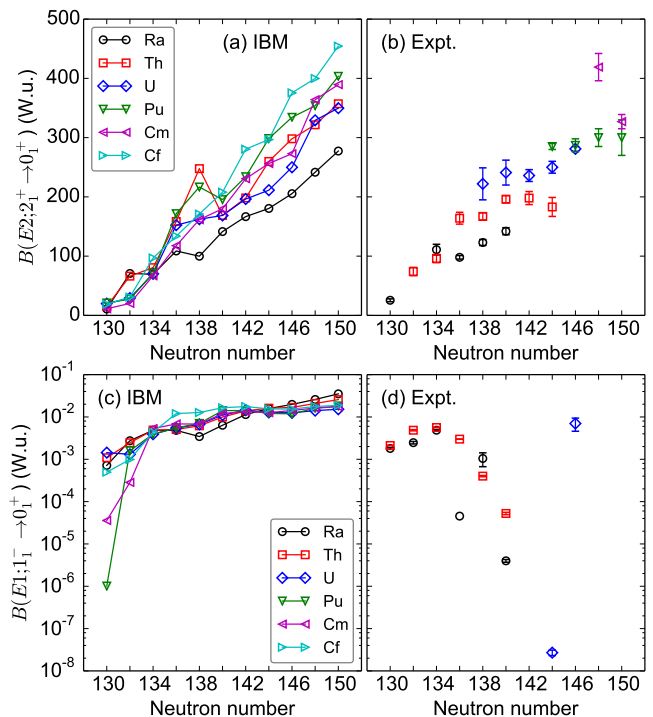 500
400
300
200
100
0
B(E2;2₁⁺→0₁⁺) (W.u.)
(a) IBM
Ra
Th
U
Pu
Cm
Cf
130 134 138 142 146 150
Neutron number
(b) Expt.
130 134 138 142 146 150
Neutron number
10⁻¹
10⁻²
10⁻³
10⁻⁴
10⁻⁵
10⁻⁶
10⁻⁷
10⁻⁸
B(E1;1₁⁻→0₁⁺) (W.u.)
(c) IBM
Ra
Th
U
Pu
Cm
Cf
130 134 138 142 146 150
Neutron number
(d) Expt.
130 134 138 142 146 150
Neutron number